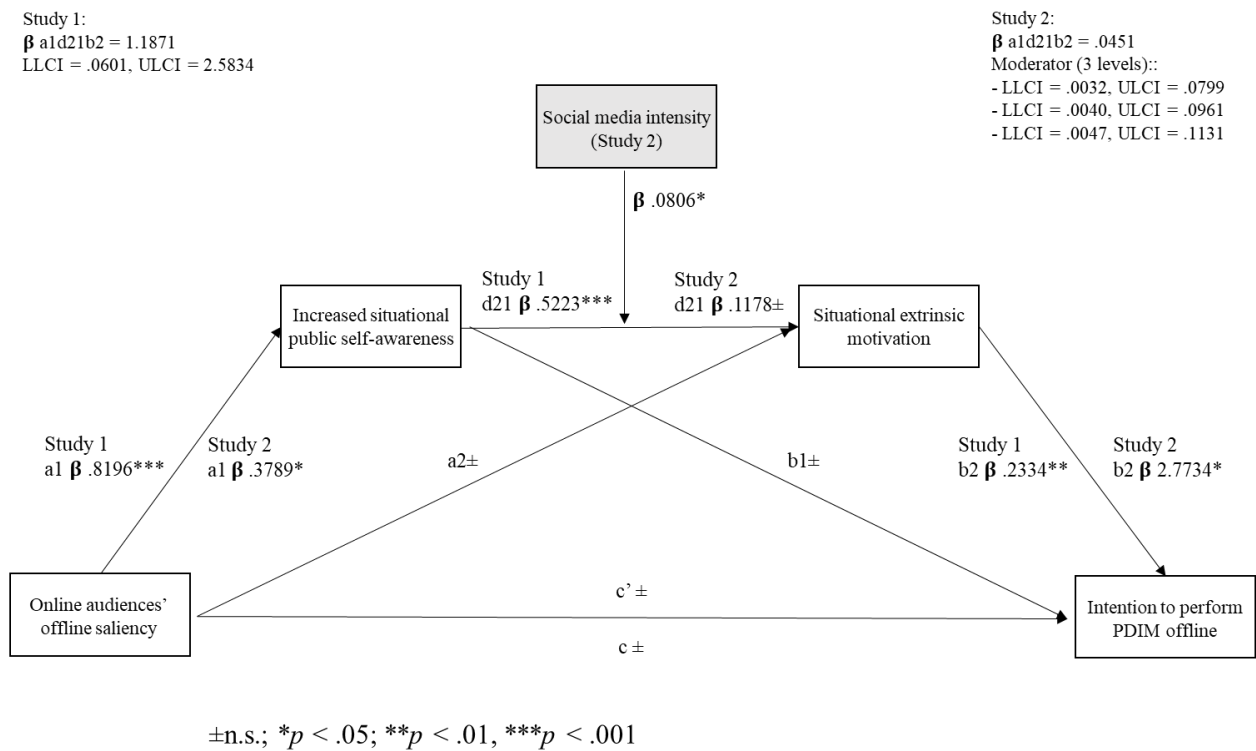 Study 1:
β a1d21b2 = 1.1871
LLCI = .0601, ULCI = 2.5834
Study 2:
β a1d21b2 = .0451
Moderator (3 levels)::
- LLCI = .0032, ULCI = .0799
- LLCI = .0040, ULCI = .0961
- LLCI = .0047, ULCI = .1131
Social media intensity
(Study 2)
β .0806*
Study 1
d21 β .5223***
Study 2
d21 β .1178±
Increased situational
public self-awareness
Situational extrinsic
motivation
Study 1
a1 β .8196***
Study 2
a1 β .3789*
a2±
b1±
Study 1
b2 β .2334**
Study 2
b2 β 2.7734*
Online audiences’
offline saliency
c’ ±
c ±
Intention to perform
PDIM offline
±n.s.; *p < .05; **p < .01, ***p < .001